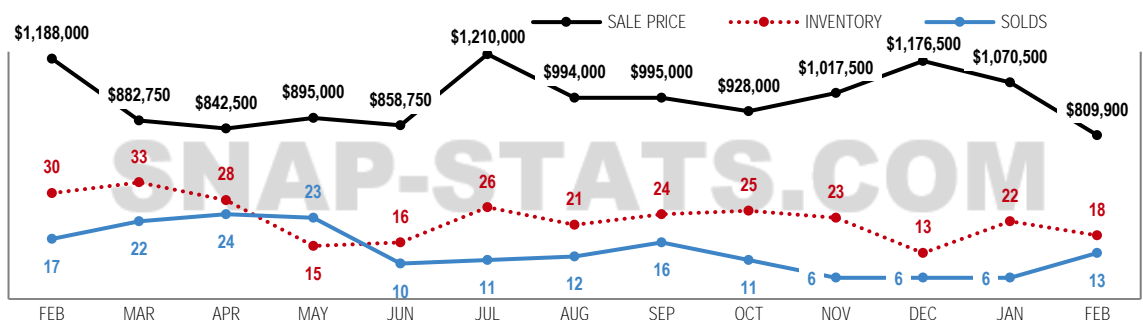 SALE PRICE INVENTORY SOLDS
$1,188,000 $882,750 $842,500 $895,000 $858,750 $1,210,000 $994,000 $995,000 $928,000 $1,017,500 $1,176,500 $1,070,500 $809,900
SNAP-STATS.COM
30 33 28 15 16 26 21 24 25 23 13 22 18
17 22 24 23 10 11 12 16 11 6 6 6 13
FEB MAR APR MAY JUN JUL AUG SEP OCT NOV DEC JAN FEB